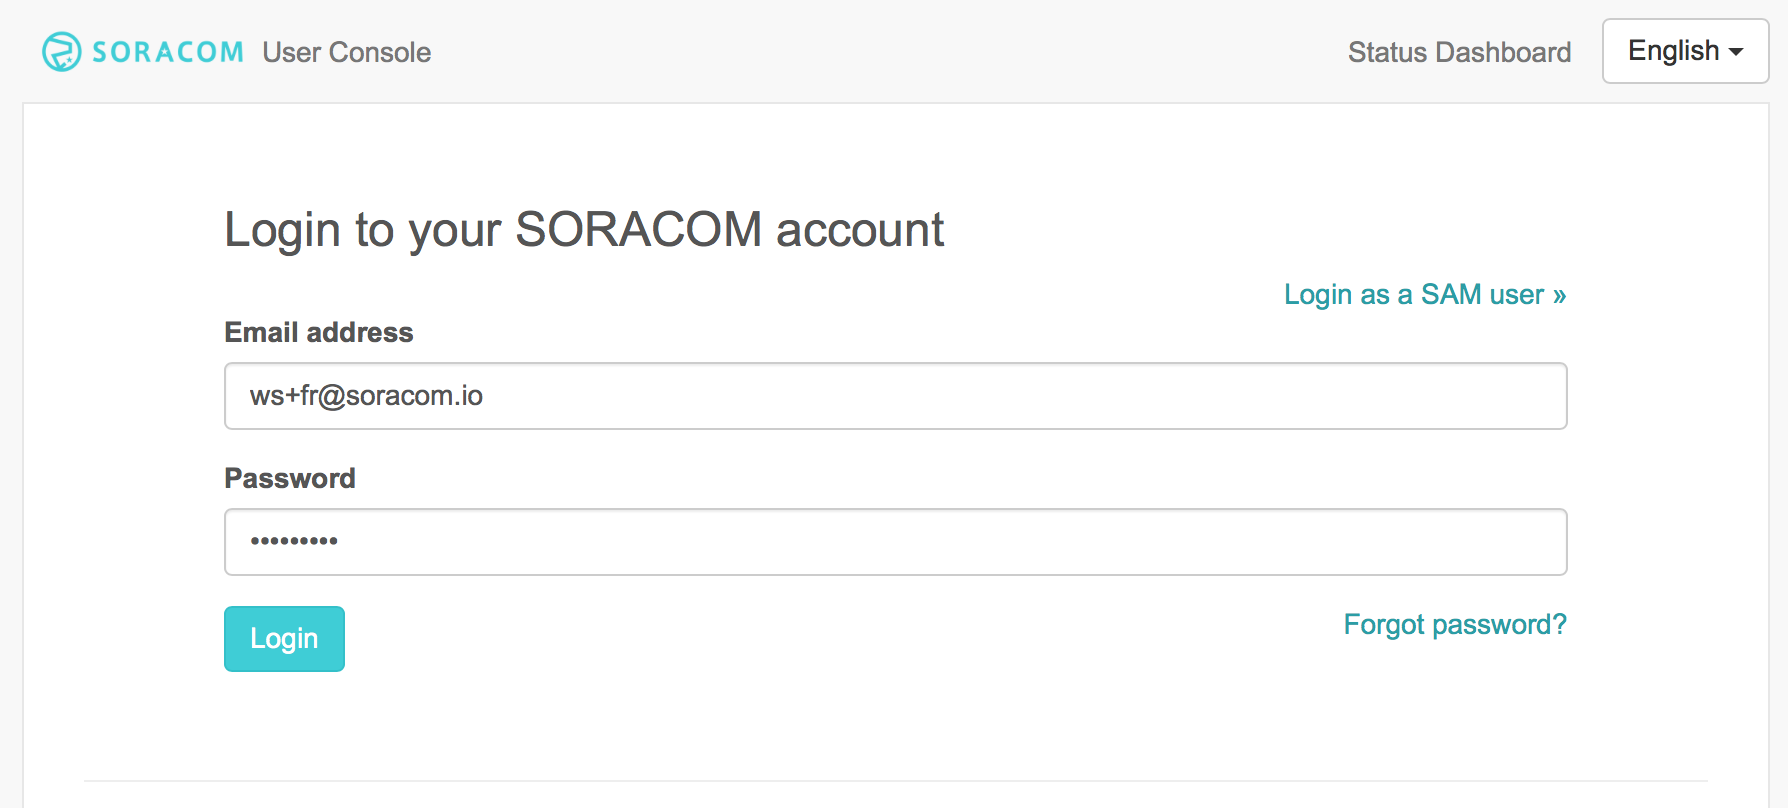 SORACOM User Console
Status Dashboard
English
Login to your SORACOM account
Login as a SAM user »
Email address
ws+fr@soracom.io
Password
•••••••••
Login
Forgot password?